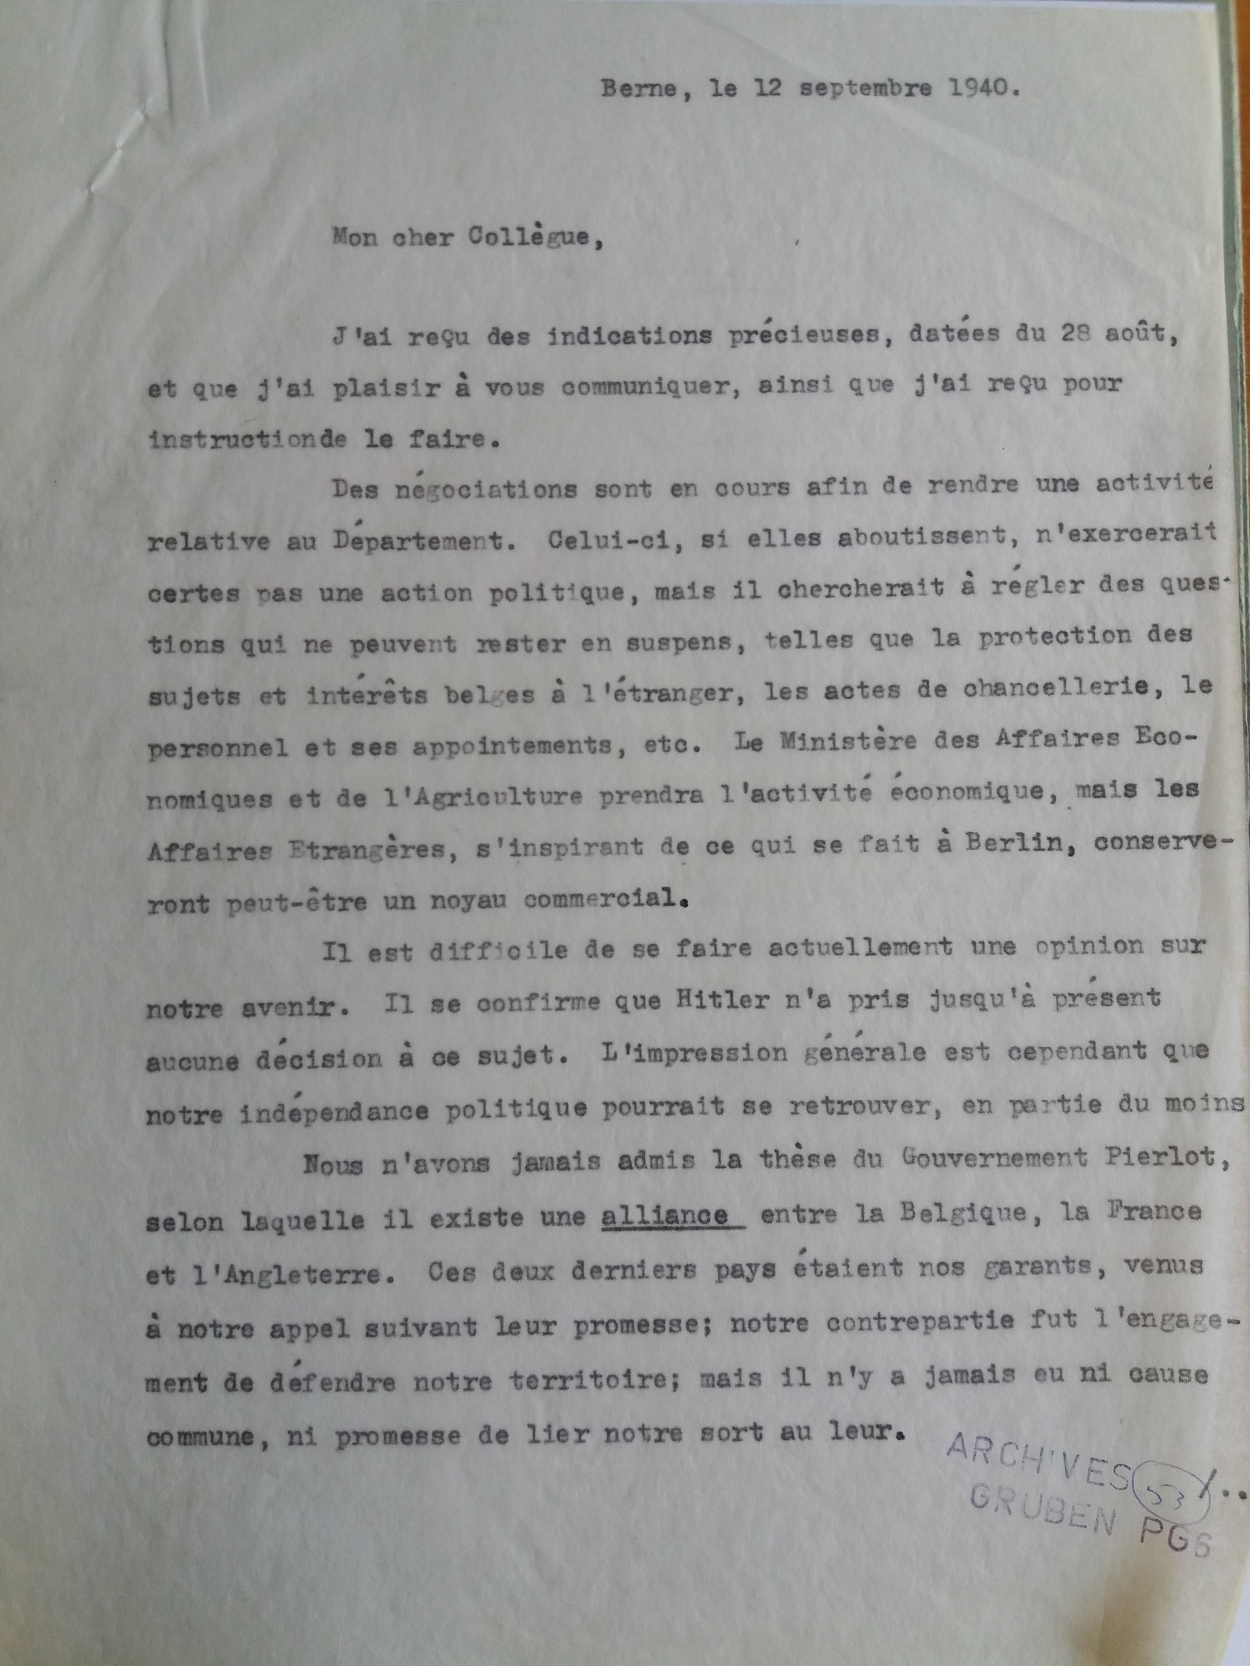 Berne, le 12 septembre 1940.
Mon cher Collègue,
J'ai reçu des indications précieuses, datées du 28 août,
et que j'ai plaisir à vous communiquer, ainsi que j'ai reçu pour
instructionde le faire.
Des négociations sont en cours afin de rendre une activité
relative au Département. Celui-ci, si elles aboutissent, n'exercerait
certes pas une action politique, mais il chercherait à régler des ques-
tions qui ne peuvent rester en suspens, telles que la protection des
sujets et intérêts belges à l'étranger, les actes de chancellerie, le
personnel et ses appointements, etc. Le Ministère des Affaires Eco-
nomiques et de l'Agriculture prendra l'activité économique, mais les
Affaires Etrangères, s'inspirant de ce qui se fait à Berlin, conserve-
ront peut-être un noyau commercial.
Il est difficile de se faire actuellement une opinion sur
notre avenir. Il se confirme que Hitler n'a pris jusqu'à présent
aucune décision à ce sujet. L'impression générale est cependant que
notre indépendance politique pourrait se retrouver, en partie du moins
Nous n'avons jamais admis la thèse du Gouvernement Pierlot,
selon laquelle il existe une alliance entre la Belgique, la France
et l'Angleterre. Ces deux derniers pays étaient nos garants, venus
à notre appel suivant leur promesse; notre contrepartie fut l'engage-
ment de défendre notre territoire; mais il n'y a jamais eu ni cause
commune, ni promesse de lier notre sort au leur.
ARCHIVES 53 /..
GRUBEN PG6